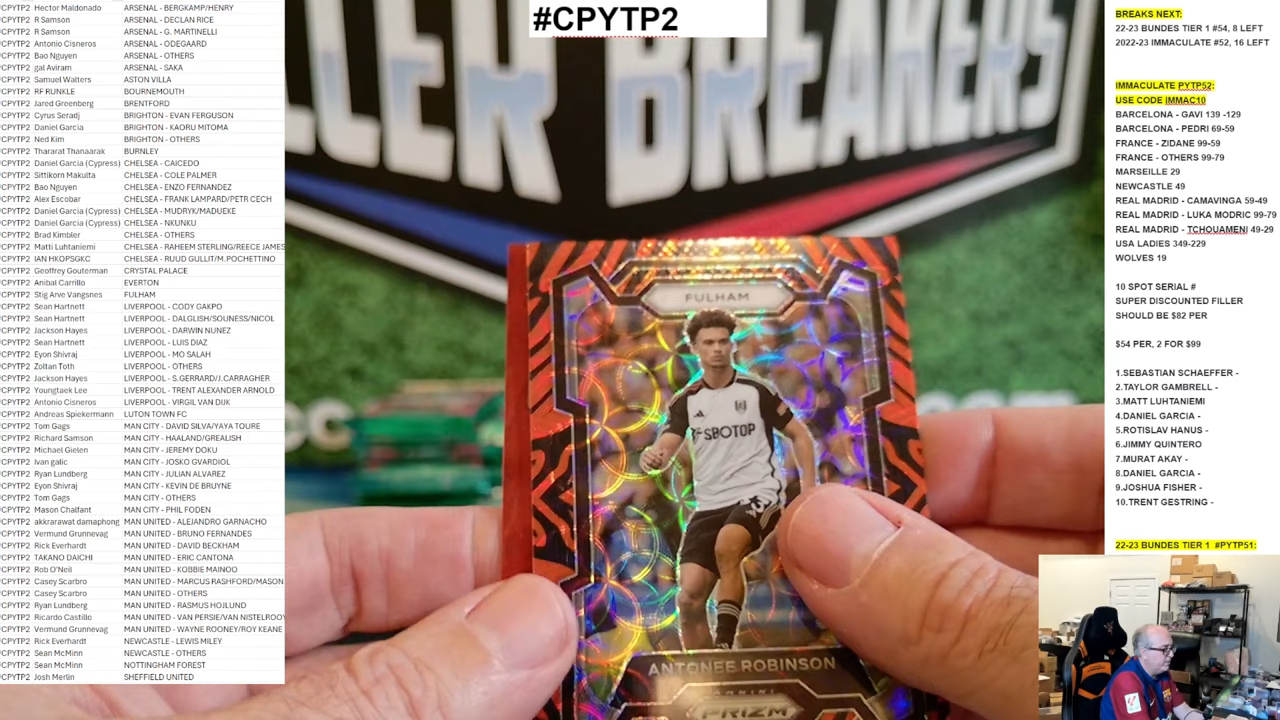 #CPYTP2
CPYTP2 Hector Maldonado ARSENAL - BERGKAMP/HENRY
CPYTP2 R Samson ARSENAL - DECLAN RICE
CPYTP2 R Samson ARSENAL - G. MARTINELLI
CPYTP2 Antonio Cisneros ARSENAL - ODEGAARD
CPYTP2 Bao Nguyen ARSENAL - OTHERS
CPYTP2 gal Aviram ARSENAL - SAKA
CPYTP2 Samuel Walters ASTON VILLA
CPYTP2 RF RUNKLE BOURNEMOUTH
CPYTP2 Jared Greenberg BRENTFORD
CPYTP2 Cyrus Seradj BRIGHTON - EVAN FERGUSON
CPYTP2 Daniel Garcia BRIGHTON - KAORU MITOMA
CPYTP2 Ned Kim BRIGHTON - OTHERS
CPYTP2 Thararat Thanaarak BURNLEY
CPYTP2 Daniel Garcia (Cypress) CHELSEA - CAICEDO
CPYTP2 Sittikorn Makulta CHELSEA - COLE PALMER
CPYTP2 Bao Nguyen CHELSEA - ENZO FERNANDEZ
CPYTP2 Alex Escobar CHELSEA - FRANK LAMPARD/PETR CECH
CPYTP2 Daniel Garcia (Cypress) CHELSEA - MUDRYK/MADUEKE
CPYTP2 Daniel Garcia (Cypress) CHELSEA - NKUNKU
CPYTP2 Brad Kimbler CHELSEA - OTHERS
CPYTP2 Matti Luhtaniemi CHELSEA - RAHEEM STERLING/REECE JAMES
CPYTP2 IAN HKOPSGKC CHELSEA - RUUD GULLIT/M.POCHETTINO
CPYTP2 Geoffrey Gouterman CRYSTAL PALACE
CPYTP2 Anibal Carrillo EVERTON
CPYTP2 Stig Arve Vangsnes FULHAM
CPYTP2 Sean Hartnett LIVERPOOL - CODY GAKPO
CPYTP2 Sean Hartnett LIVERPOOL - DALGLISH/SOUNESS/NICOL
CPYTP2 Jackson Hayes LIVERPOOL - DARWIN NUNEZ
CPYTP2 Sean Hartnett LIVERPOOL - LUIS DIAZ
CPYTP2 Eyon Shivraj LIVERPOOL - MO SALAH
CPYTP2 Zoltan Toth LIVERPOOL - OTHERS
CPYTP2 Jackson Hayes LIVERPOOL - S.GERRARD/J.CARRAGHER
CPYTP2 Youngtaek Lee LIVERPOOL - TRENT ALEXANDER ARNOLD
CPYTP2 Antonio Cisneros LIVERPOOL - VIRGIL VAN DIJK
CPYTP2 Andreas Spiekermann LUTON TOWN FC
CPYTP2 Tom Gags MAN CITY - DAVID SILVA/YAYA TOURE
CPYTP2 Richard Samson MAN CITY - HAALAND/GREALISH
CPYTP2 Michael Gielen MAN CITY - JEREMY DOKU
CPYTP2 Ivan galic MAN CITY - JOSKO GVARDIOL
CPYTP2 Ryan Lundberg MAN CITY - JULIAN ALVAREZ
CPYTP2 Eyon Shivraj MAN CITY - KEVIN DE BRUYNE
CPYTP2 Tom Gags MAN CITY - OTHERS
CPYTP2 Mason Chalfant MAN CITY - PHIL FODEN
CPYTP2 akkrarawat damaphong MAN UNITED - ALEJANDRO GARNACHO
CPYTP2 Vermund Grunnevag MAN UNITED - BRUNO FERNANDES
CPYTP2 Rick Everhardt MAN UNITED - DAVID BECKHAM
CPYTP2 TAKANO DAICHI MAN UNITED - ERIC CANTONA
CPYTP2 Rob O'Neil MAN UNITED - KOBBIE MAINOO
CPYTP2 Casey Scarbro MAN UNITED - MARCUS RASHFORD/MASON
CPYTP2 Casey Scarbro MAN UNITED - OTHERS
CPYTP2 Ryan Lundberg MAN UNITED - RASMUS HOJLUND
CPYTP2 Ricardo Castillo MAN UNITED - VAN PERSIE/VAN NISTELROOY
CPYTP2 Vermund Grunnevag MAN UNITED - WAYNE ROONEY/ROY KEANE
CPYTP2 Rick Everhardt NEWCASTLE - LEWIS MILEY
CPYTP2 Sean McMinn NEWCASTLE - OTHERS
CPYTP2 Sean McMinn NOTTINGHAM FOREST
CPYTP2 Josh Merlin SHEFFIELD UNITED
BREAKERS
FULHAM
SBOTOP
ANTONEE ROBINSON
PANINI
PRIZM
BREAKS NEXT:
22-23 BUNDES TIER 1 #54, 8 LEFT
2022-23 IMMACULATE #52, 16 LEFT
IMMACULATE PYTP52:
USE CODE IMMAC10
BARCELONA - GAVI 139 -129
BARCELONA - PEDRI 69-59
FRANCE - ZIDANE 99-59
FRANCE - OTHERS 99-79
MARSEILLE 29
NEWCASTLE 49
REAL MADRID - CAMAVINGA 59-49
REAL MADRID - LUKA MODRIC 99-79
REAL MADRID - TCHOUAMENI 49-29
USA LADIES 349-229
WOLVES 19
10 SPOT SERIAL #
SUPER DISCOUNTED FILLER
SHOULD BE $82 PER
$54 PER, 2 FOR $99
1.SEBASTIAN SCHAEFFER -
2.TAYLOR GAMBRELL -
3.MATT LUHTANIEMI
4.DANIEL GARCIA -
5.ROTISLAV HANUS -
6.JIMMY QUINTERO
7.MURAT AKAY -
8.DANIEL GARCIA -
9.JOSHUA FISHER -
10.TRENT GESTRING -
22-23 BUNDES TIER 1 #PYTP51: